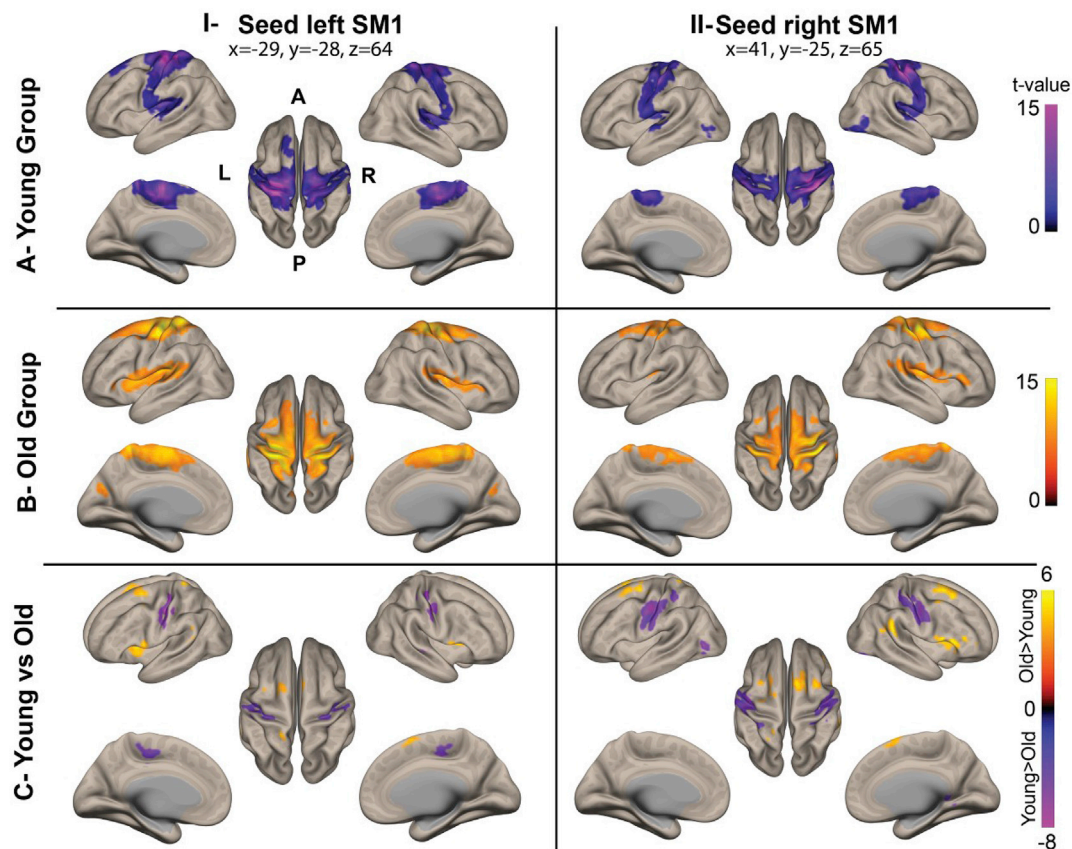 I- Seed left SM1
x=-29, y=-28, z=64
II-Seed right SM1
x=41, y=-25, z=65
A- Young Group
A
L
R
P
t-value
15
0
B- Old Group
15
0
C- Young vs Old
6
Old>Young
0
Young>Old
-8